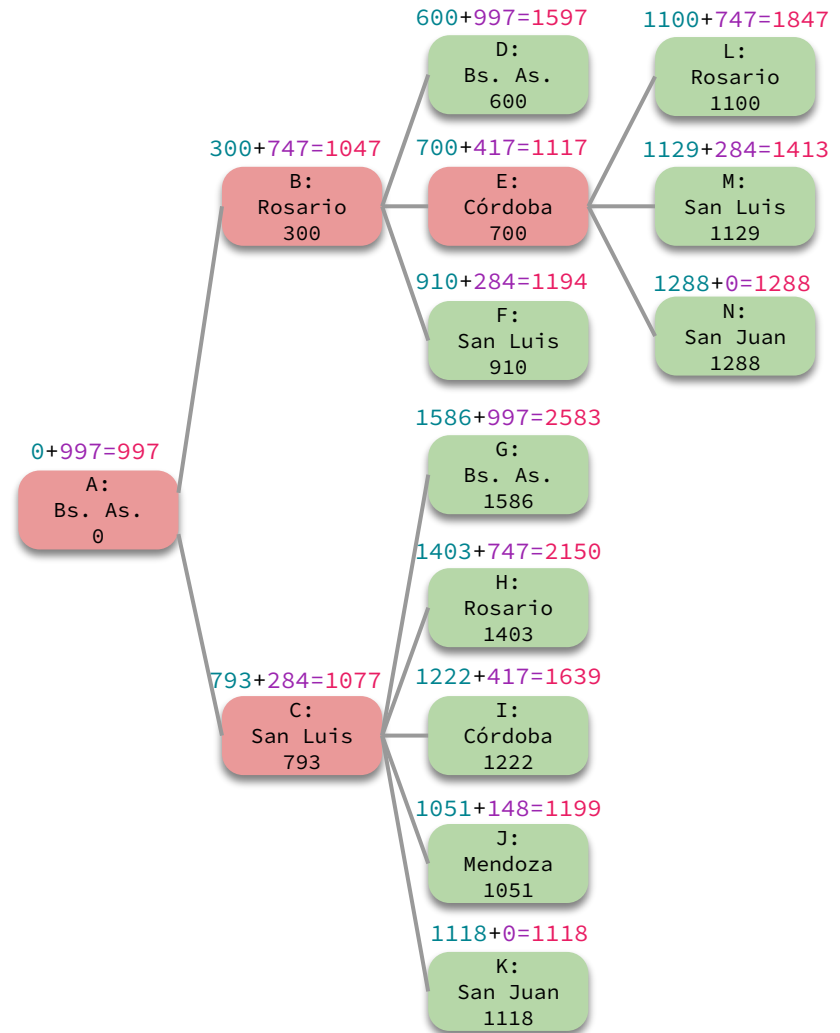 600+997=1597
D:
Bs. As.
600
1100+747=1847
L:
Rosario
1100
300+747=1047
B:
Rosario
300
700+417=1117
E:
Córdoba
700
1129+284=1413
M:
San Luis
1129
910+284=1194
F:
San Luis
910
1288+0=1288
N:
San Juan
1288
0+997=997
A:
Bs. As.
0
1586+997=2583
G:
Bs. As.
1586
1403+747=2150
H:
Rosario
1403
793+284=1077
C:
San Luis
793
1222+417=1639
I:
Córdoba
1222
1051+148=1199
J:
Mendoza
1051
1118+0=1118
K:
San Juan
1118